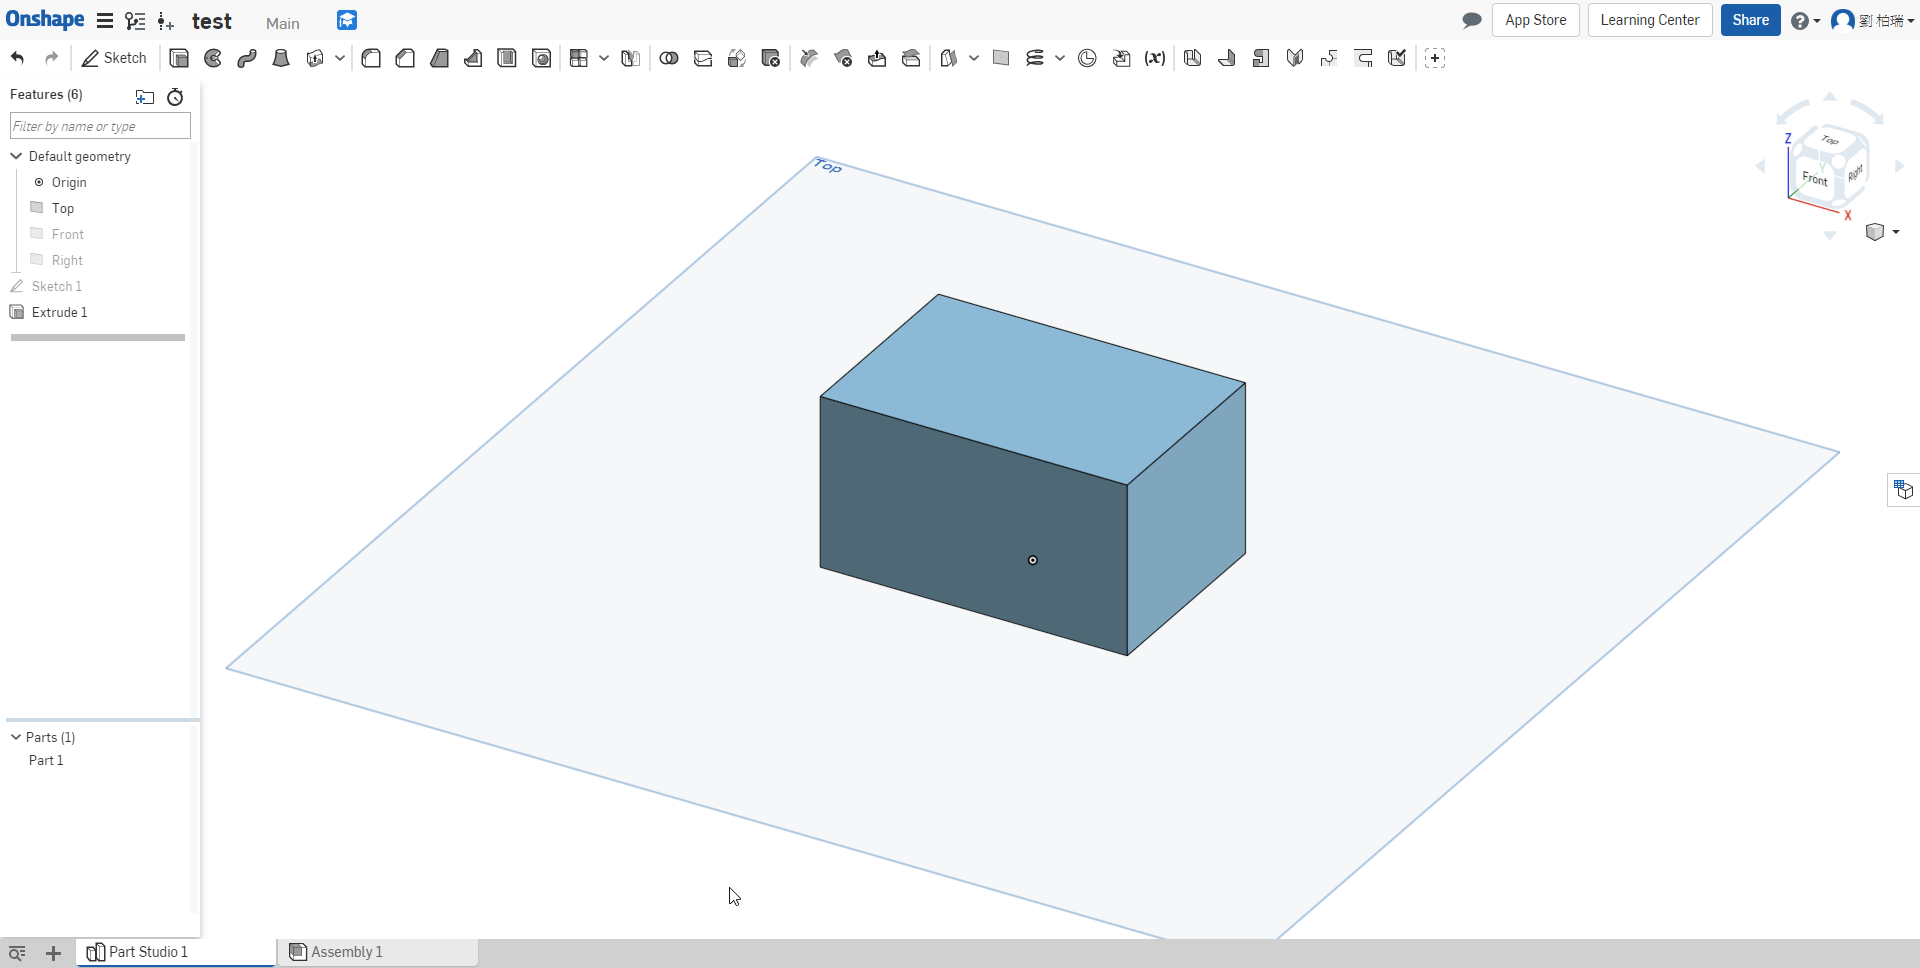 Onshape test Main App Store Learning Center Share 劉 柏瑞
Sketch (x)
Features (6)
Filter by name or type
Default geometry
Origin
Top
Front
Right
Sketch 1
Extrude 1
Top
Z
Top
Y
Front
Right
X
Parts (1)
Part 1
Part Studio 1
Assembly 1